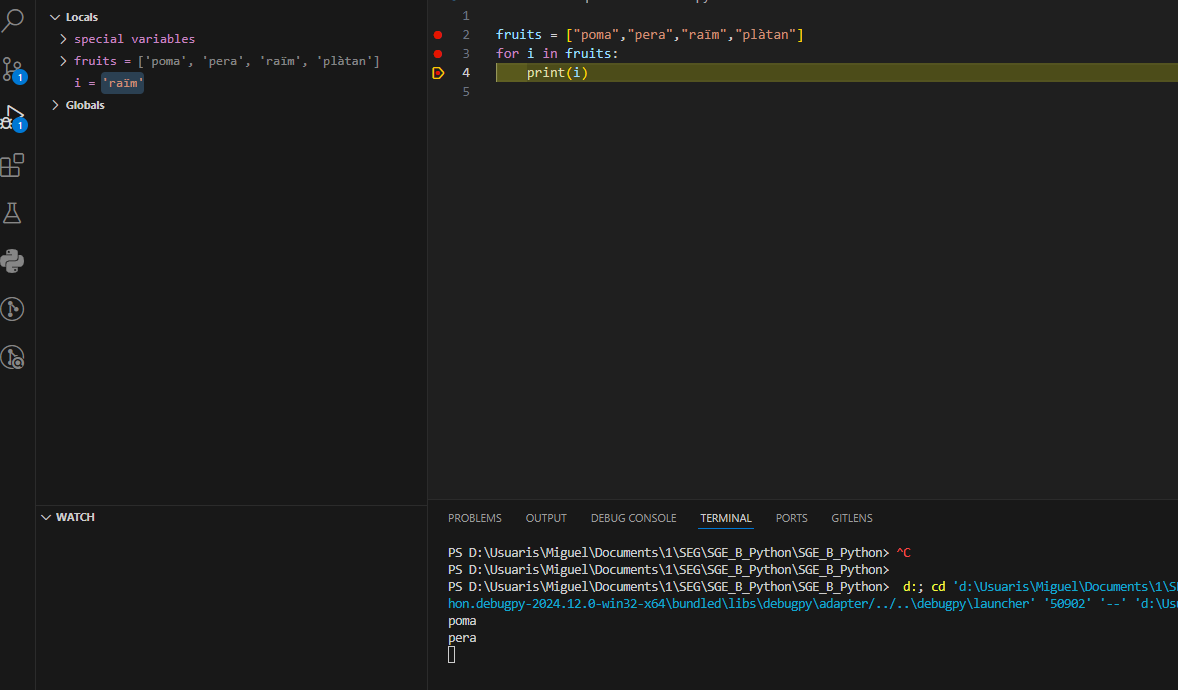 Locals
special variables
fruits = ['poma', 'pera', 'raïm', 'plàtan']
i = 'raïm'
Globals
1
1
WATCH
1
2 fruits = ["poma","pera","raïm","plàtan"]
3 for i in fruits:
4 print(i)
5
PROBLEMS OUTPUT DEBUG CONSOLE TERMINAL PORTS GITLENS
PS D:\Usuaris\Miguel\Documents\1\SEG\SGE_B_Python\SGE_B_Python> ^C
PS D:\Usuaris\Miguel\Documents\1\SEG\SGE_B_Python\SGE_B_Python>
PS D:\Usuaris\Miguel\Documents\1\SEG\SGE_B_Python\SGE_B_Python> d:; cd 'd:\Usuaris\Miguel\Documents\1\SE
hon.debugpy-2024.12.0-win32-x64\bundled\libs\debugpy\adapter/../..\debugpy\launcher' '50902' '--' 'd:\Usu
poma
pera